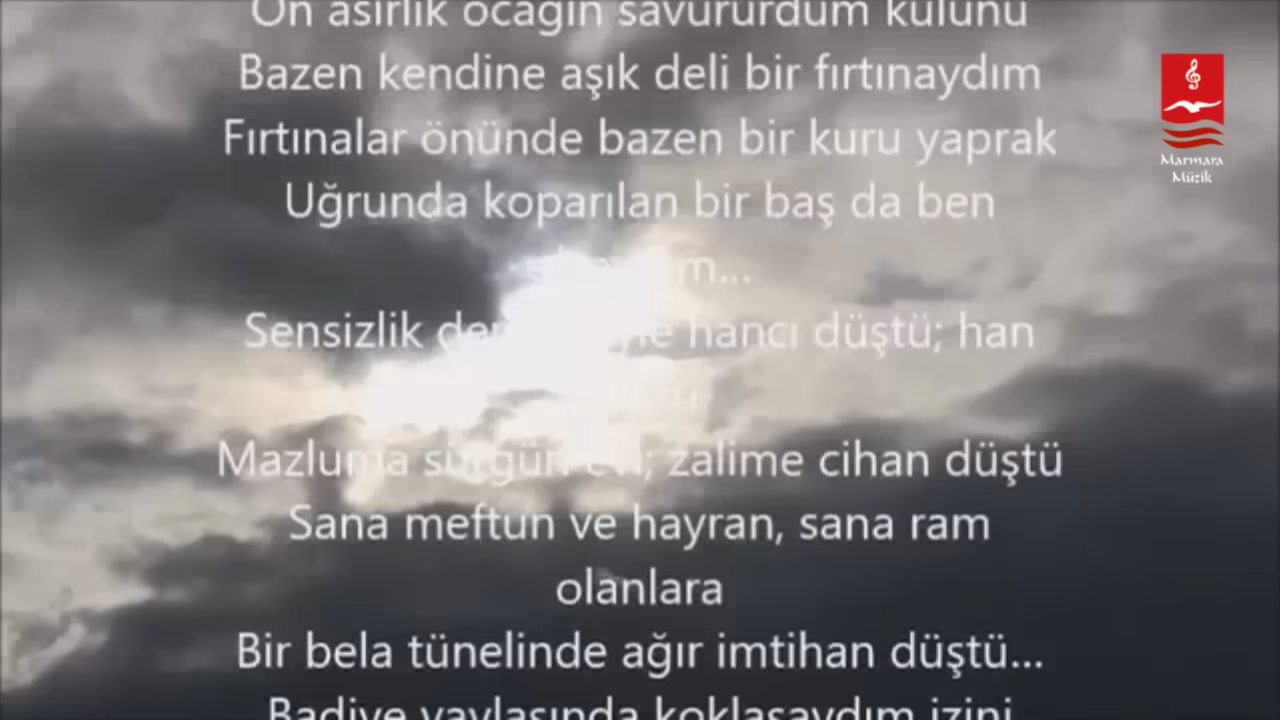 On asırlık ocağın savururdum külünü
Bazen kendine aşık deli bir fırtınaydım
Fırtınalar önünde bazen bir kuru yaprak
Uğrunda koparılan bir baş da ben
Sensizlik hancı düştü; han
Mazluma sürgün evi; zalime cihan düştü
Sana meftun ve hayran, sana ram
olanlara
Bir bela tünelinde ağır imtihan düştü...
Badiye yaylasında koklasaydım izini
Marmara
Müzik